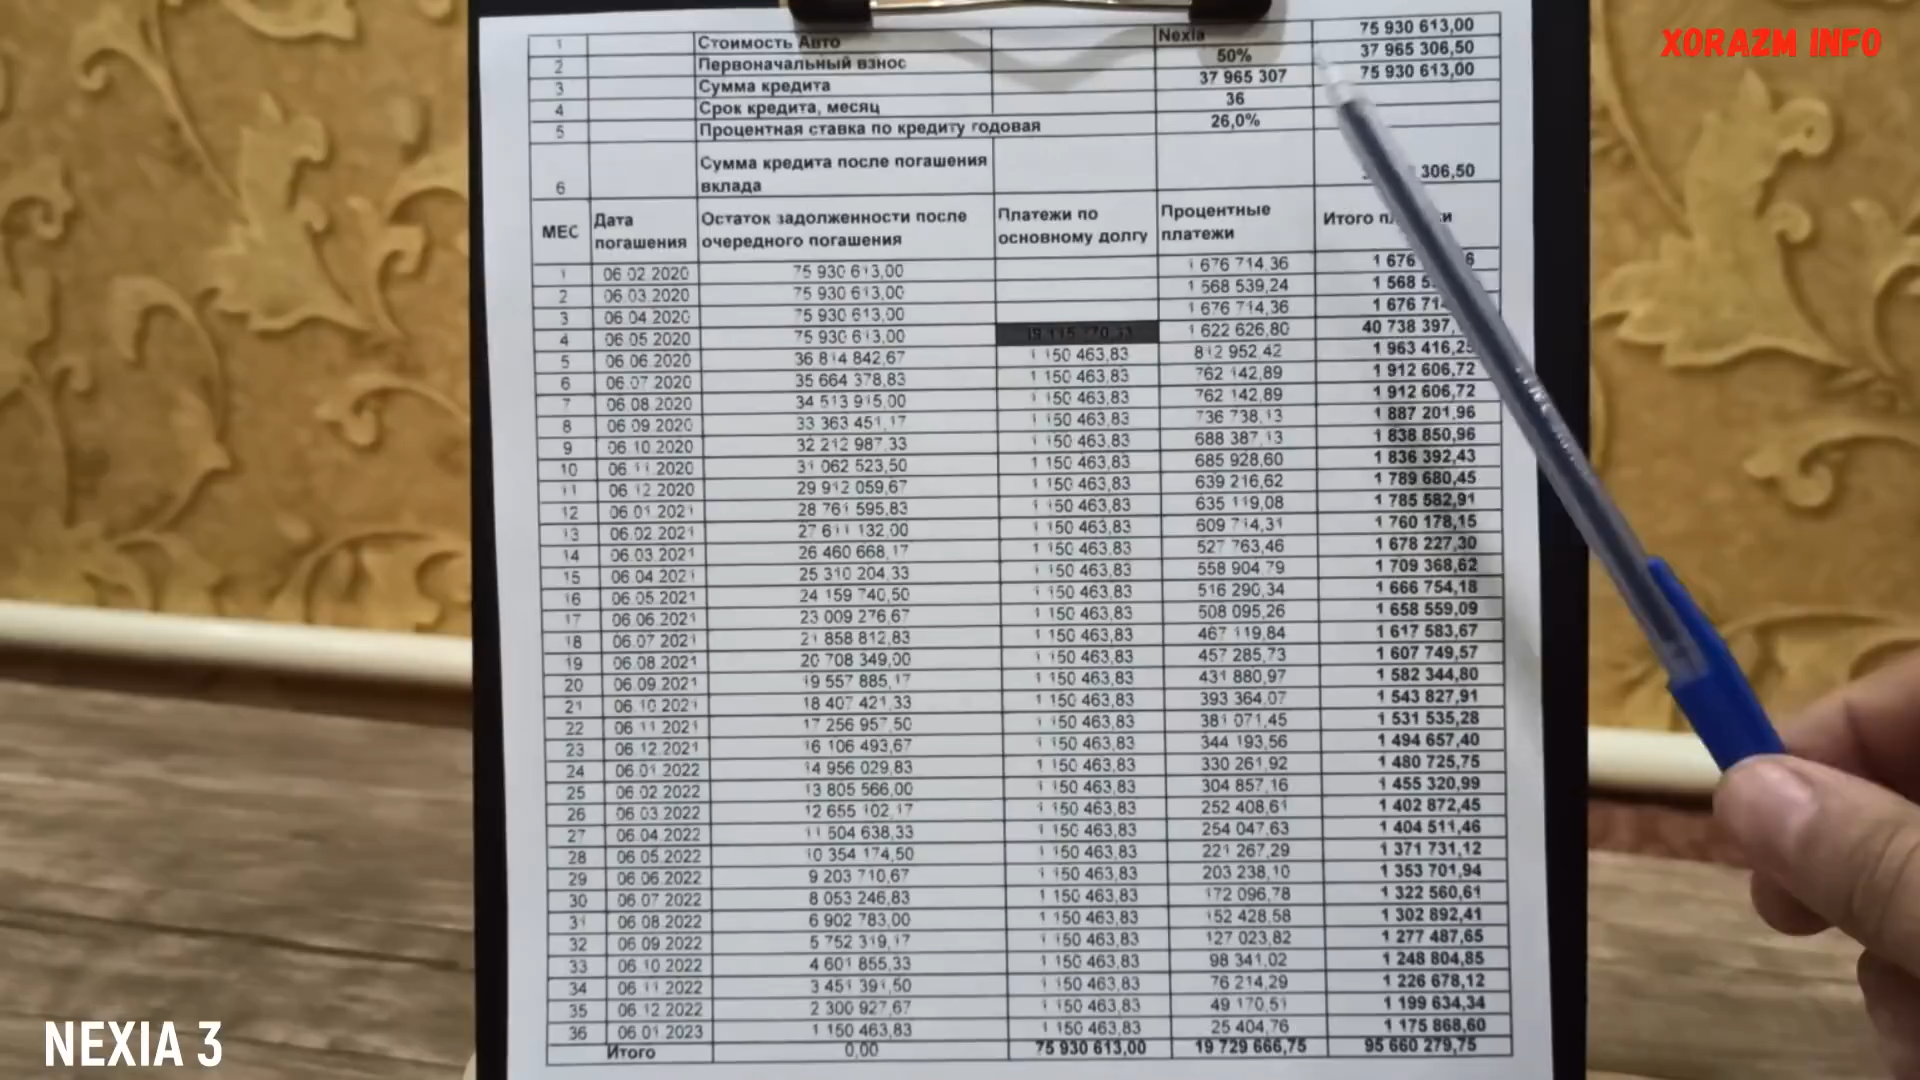 XORAZM INFO
1 Стоимость Авто Nexia 75 930 613,00
2 Первоначальный взнос 50% 37 965 306,50
3 Сумма кредита 37 965 307 75 930 613,00
4 Срок кредита, месяц 36
5 Процентная ставка по кредиту годовая 26,0%
6 Сумма кредита после погашения вклада 306,50
МЕС Дата погашения Остаток задолженности после очередного погашения Платежи по основному долгу Процентные платежи Итого
1 06 02 2020 75 930 613,00 1 676 714,36 1 676
2 06 03 2020 75 930 613,00 1 568 539,24 1 568
3 06 04 2020 75 930 613,00 1 676 714,36 1 676
4 06 05 2020 75 930 613,00 1 622 626,80 40 738 397,
5 06 06 2020 36 814 842,67 1 150 463,83 812 952 42 1 963 416,25
6 06 07 2020 35 664 378,83 1 150 463,83 762 142,89 1 912 606,72
7 06 08 2020 34 513 915,00 1 150 463,83 762 142,89 1 912 606,72
8 06 09 2020 33 363 451,17 1 150 463,83 736 738,13 1 887 201,96
9 06 10 2020 32 212 987,33 1 150 463,83 688 387,13 1 838 850,96
10 06 11 2020 31 062 523,50 1 150 463,83 685 928,60 1 836 392,43
11 06 12 2020 29 912 059,67 1 150 463,83 639 216,62 1 789 680,45
12 06 01 2021 28 761 595,83 1 150 463,83 635 119,08 1 785 582,91
13 06 02 2021 27 611 132,00 1 150 463,83 609 714,31 1 760 178,15
14 06 03 2021 26 460 668,17 1 150 463,83 527 763,46 1 678 227,30
15 06 04 2021 25 310 204,33 1 150 463,83 558 904,79 1 709 368,62
16 06 05 2021 24 159 740,50 1 150 463,83 516 290,34 1 666 754,18
17 06 06 2021 23 009 276,67 1 150 463,83 508 095,26 1 658 559,09
18 06 07 2021 21 858 812,83 1 150 463,83 467 119,84 1 617 583,67
19 06 08 2021 20 708 349,00 1 150 463,83 457 285,73 1 607 749,57
20 06 09 2021 19 557 885,17 1 150 463,83 431 880,97 1 582 344,80
21 06 10 2021 18 407 421,33 1 150 463,83 393 364,07 1 543 827,91
22 06 11 2021 17 256 957,50 1 150 463,83 381 071,45 1 531 535,28
23 06 12 2021 16 106 493,67 1 150 463,83 344 193,56 1 494 657,40
24 06 01 2022 14 956 029,83 1 150 463,83 330 261,92 1 480 725,75
25 06 02 2022 13 805 566,00 1 150 463,83 304 857,16 1 455 320,99
26 06 03 2022 12 655 102,17 1 150 463,83 252 408,61 1 402 872,45
27 06 04 2022 11 504 638,33 1 150 463,83 254 047,63 1 404 511,46
28 06 05 2022 10 354 174,50 1 150 463,83 221 267,29 1 371 731,12
29 06 06 2022 9 203 710,67 1 150 463,83 203 238,10 1 353 701,94
30 06 07 2022 8 053 246,83 1 150 463,83 172 096,78 1 322 560,61
31 06 08 2022 6 902 783,00 1 150 463,83 152 428,58 1 302 892,41
32 06 09 2022 5 752 319,17 1 150 463,83 127 023,82 1 277 487,65
33 06 10 2022 4 601 855,33 1 150 463,83 98 341,02 1 248 804,85
34 06 11 2022 3 451 391,50 1 150 463,83 76 214,29 1 226 678,12
35 06 12 2022 2 300 927,67 1 150 463,83 49 170,51 1 199 634,34
36 06 01 2023 1 150 463,83 1 150 463,83 25 404,76 1 175 868,60
Итого 0,00 75 930 613,00 19 729 666,75 95 660 279,75
NEXIA 3